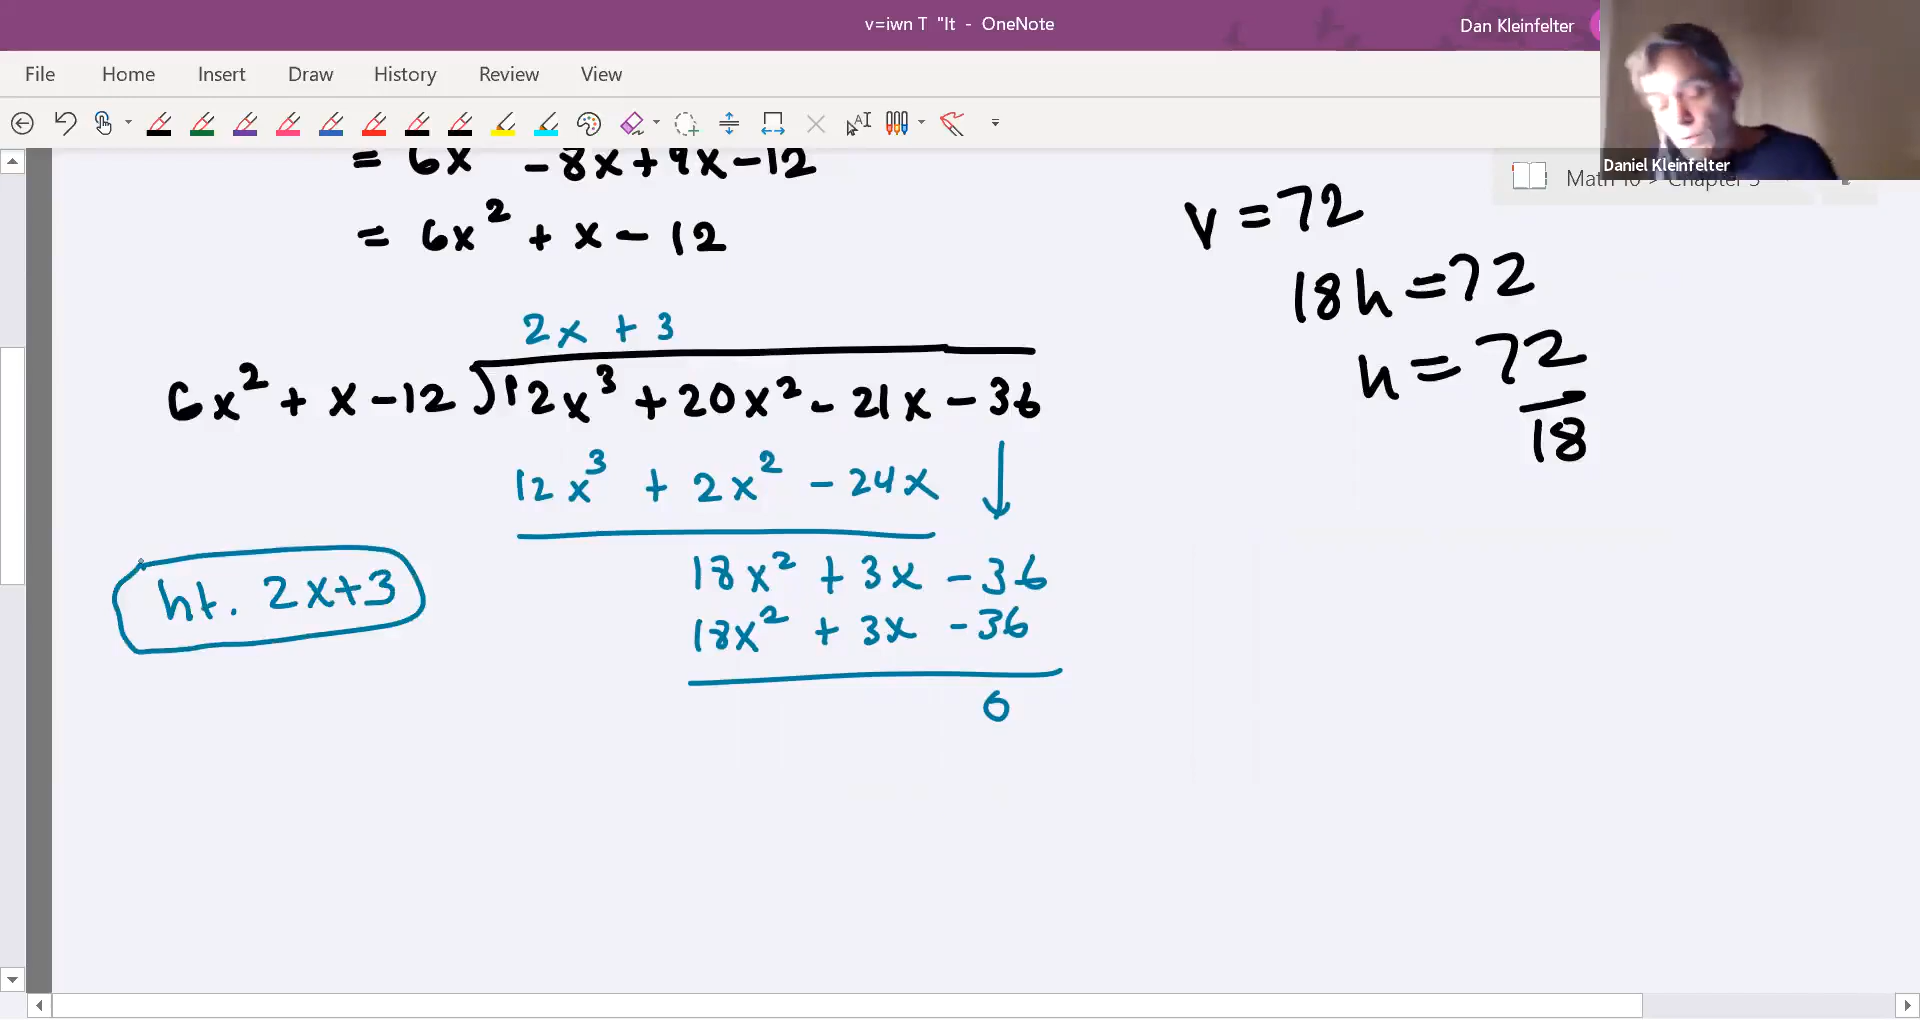 v=iwn T "It - OneNote
Dan Kleinfelter
File Home Insert Draw History Review View
Daniel Kleinfelter
= 6x - 8x + 9x - 12
= 6x² + x - 12
2x + 3
6x² + x - 12 ) 12x³ + 20x² - 21x - 36
12x³ + 2x² - 24x
18x² + 3x - 36
18x² + 3x - 36
0
ht. 2x+3
V = 72
18h = 72
h = 72
18